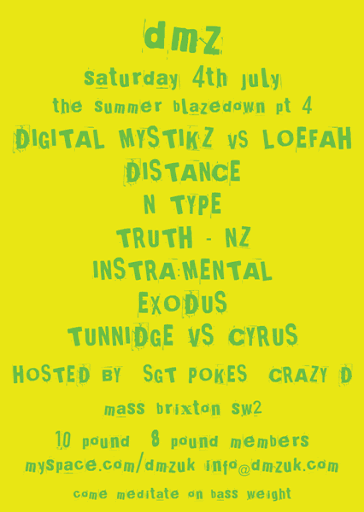 dmz
saturday 4th july
the summer blazedown pt 4
DIGITAL MYSTIKZ VS LOEFAH
DISTANCE
N TYPE
TRUTH - NZ
INSTRA:MENTAL
EXODUS
TUNNIDGE VS CYRUS
HOSTED BY SGT POKES CRAZY D
mass brixton sw2
10 pound 8 pound members
myspace.com/dmzuk info@dmzuk.com
come meditate on bass weight